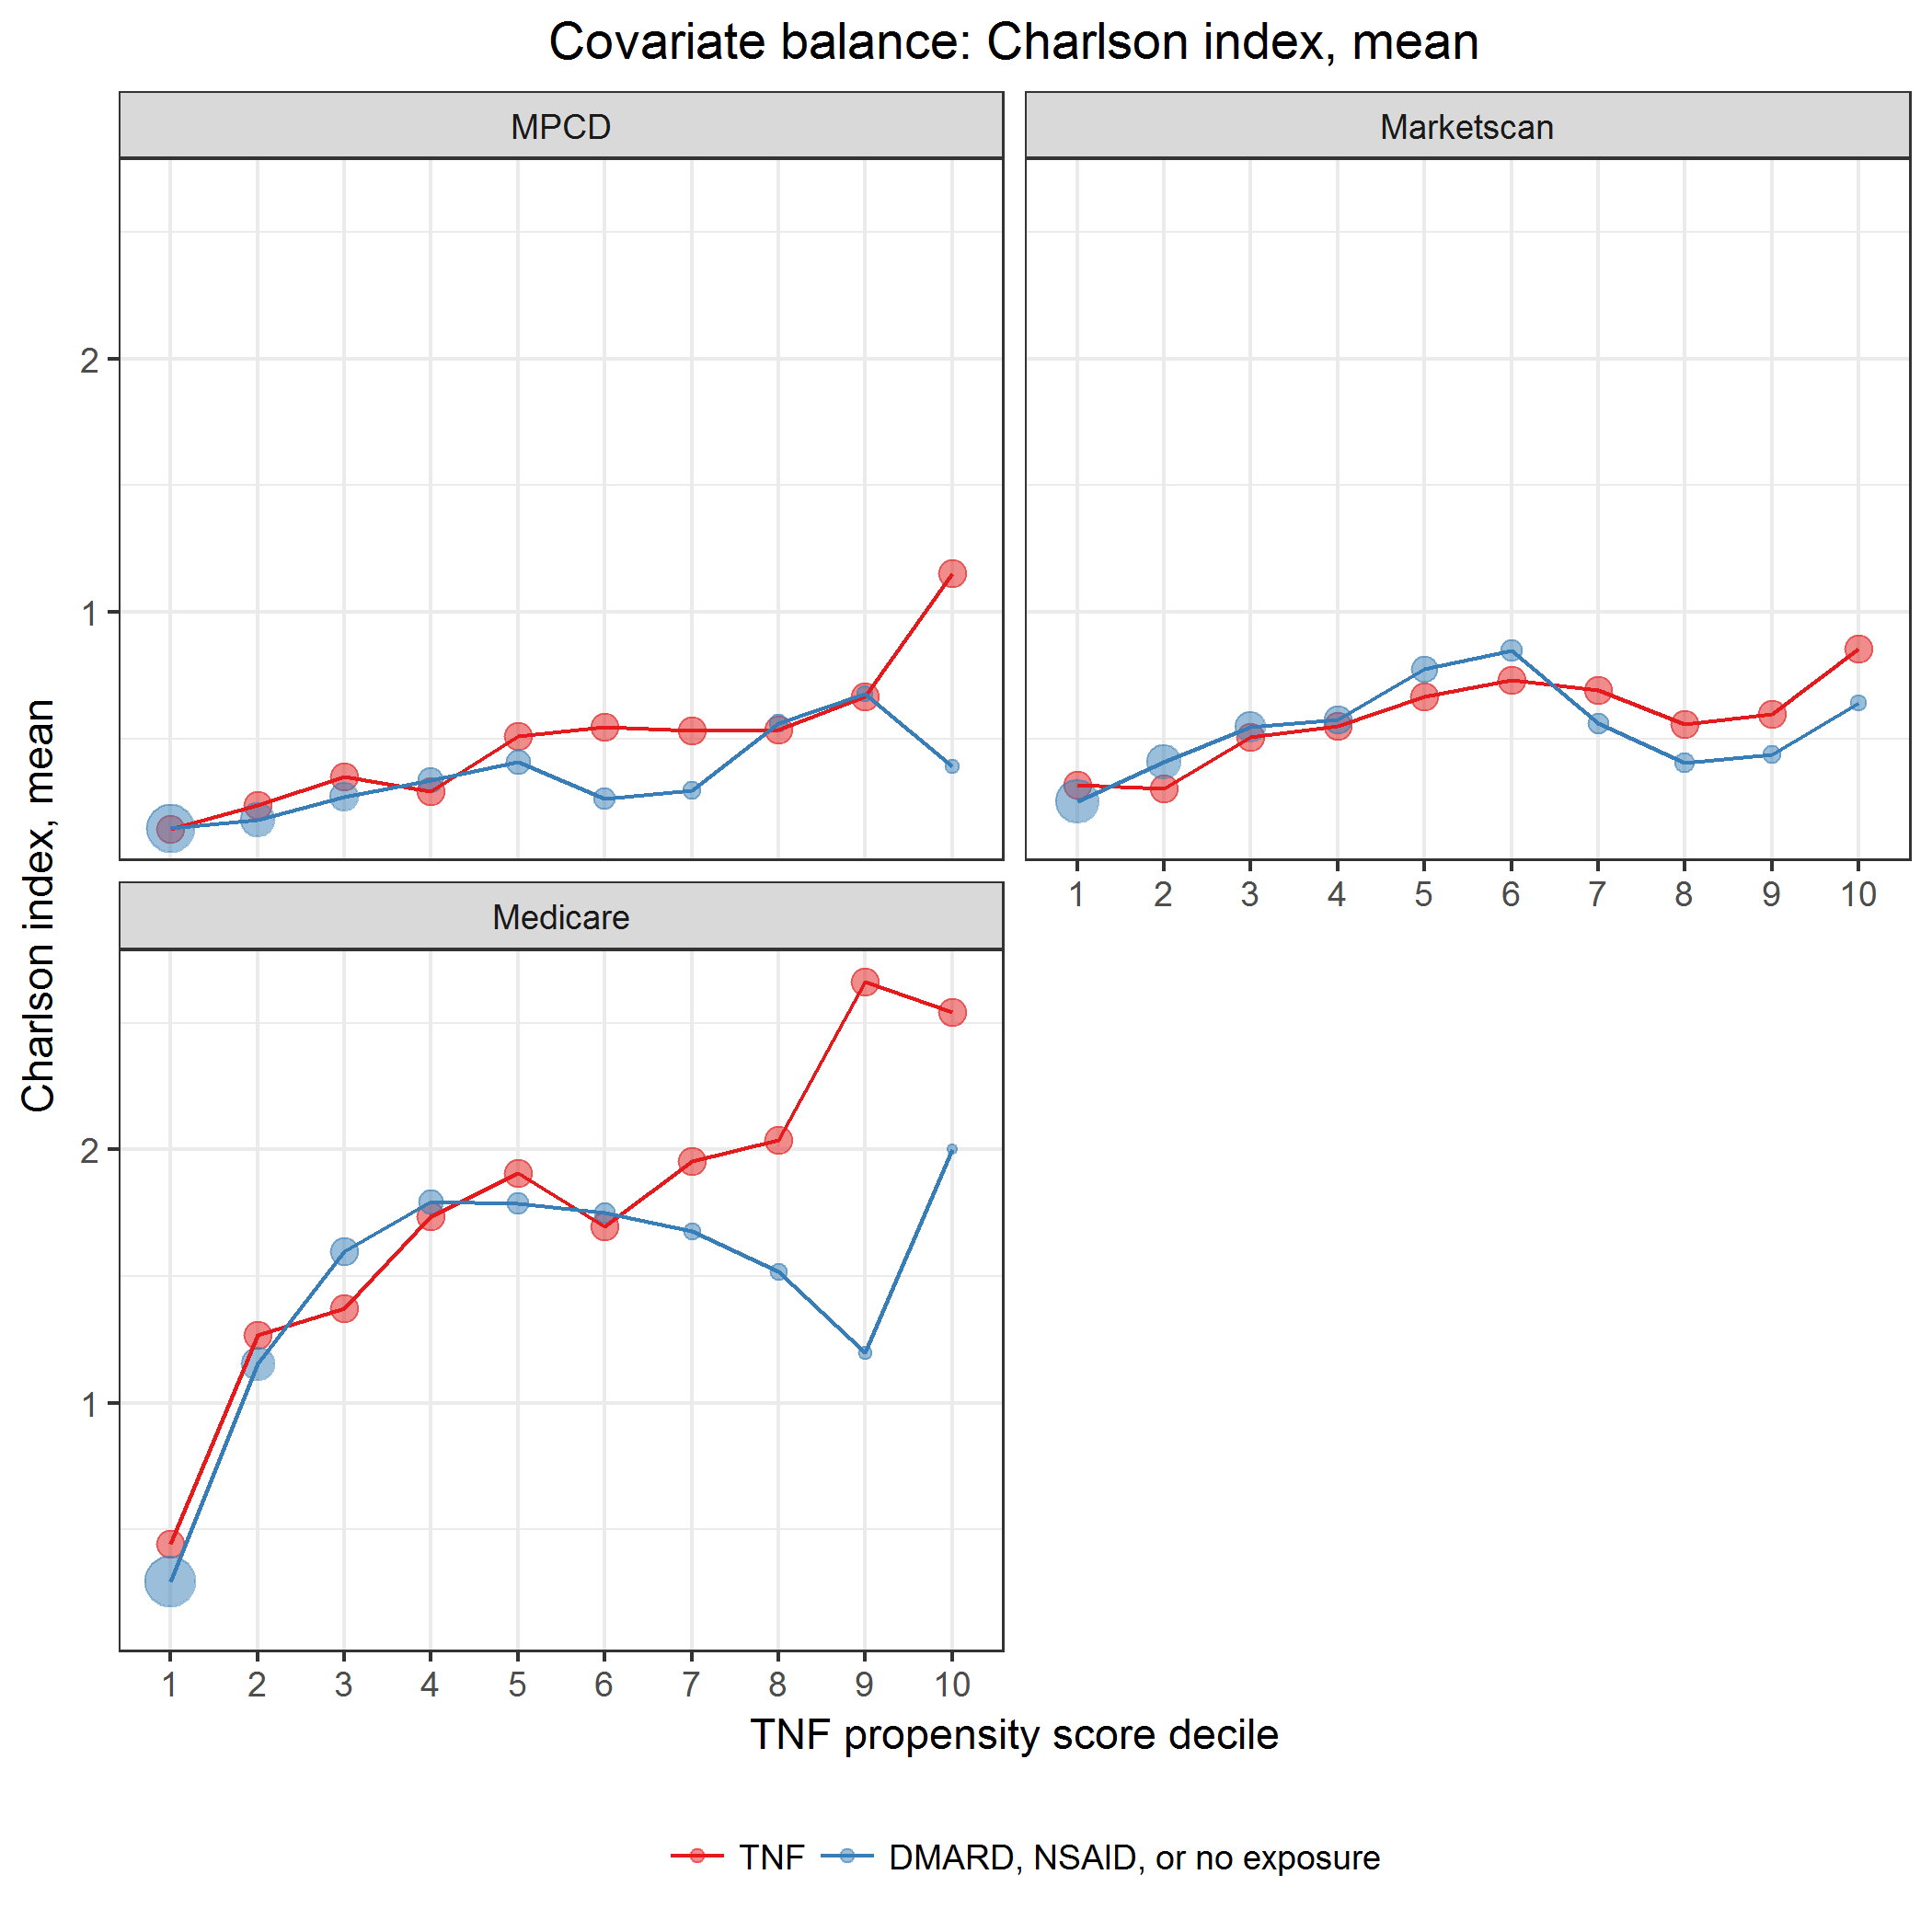 Covariate balance: Charlson index, mean
MPCD
Marketscan
2
1
1 2 3 4 5 6 7 8 9 10
Medicare
2
1
1 2 3 4 5 6 7 8 9 10
Charlson index, mean
TNF propensity score decile
TNF
DMARD, NSAID, or no exposure